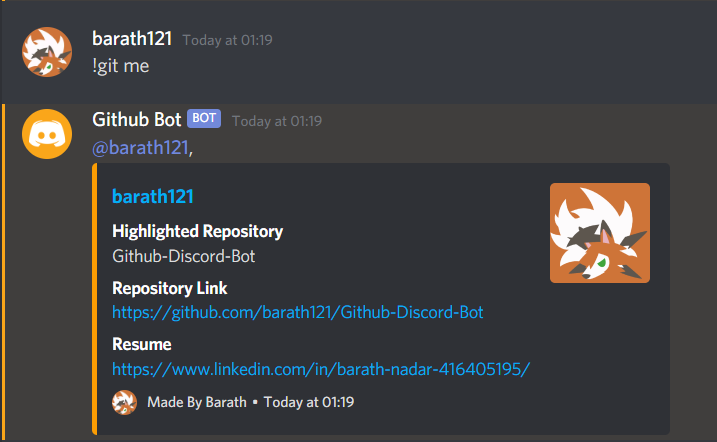 barath121 Today at 01:19
!git me
Github Bot BOT Today at 01:19
@barath121,
barath121
Highlighted Repository
Github-Discord-Bot
Repository Link
https://github.com/barath121/Github-Discord-Bot
Resume
https://www.linkedin.com/in/barath-nadar-416405195/
Made By Barath • Today at 01:19